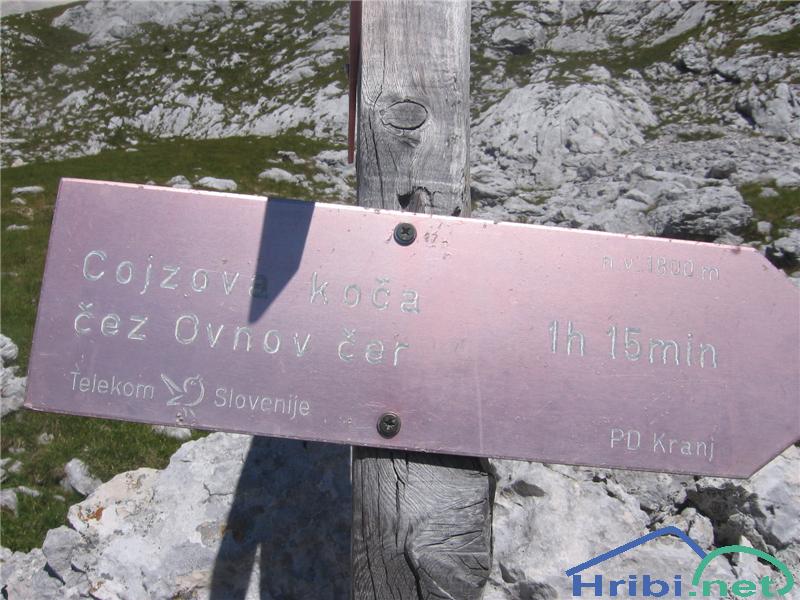 n.v. 1800 m
Cojzova koča
čez Ovnov čer
1h 15min
Telekom Slovenije
PD Kranj
Hribi.net